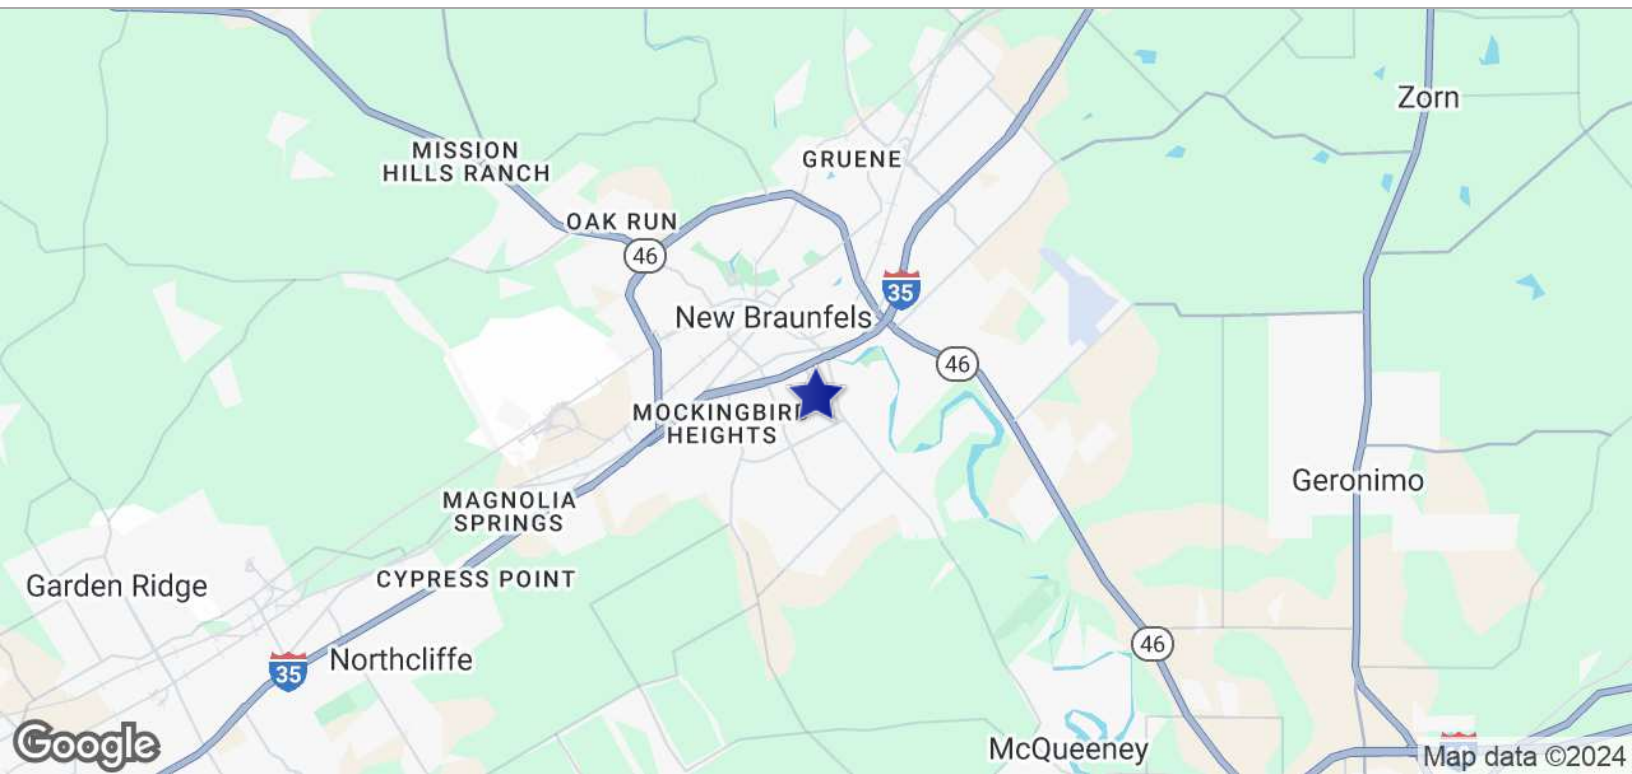 Zorn
MISSION
HILLS RANCH
GRUENE
OAK RUN
46
35
New Braunfels
46
MOCKINGBIR
HEIGHTS
Geronimo
MAGNOLIA
SPRINGS
CYPRESS POINT
Garden Ridge
46
Northcliffe
35
McQueeney
Google
Map data ©2024